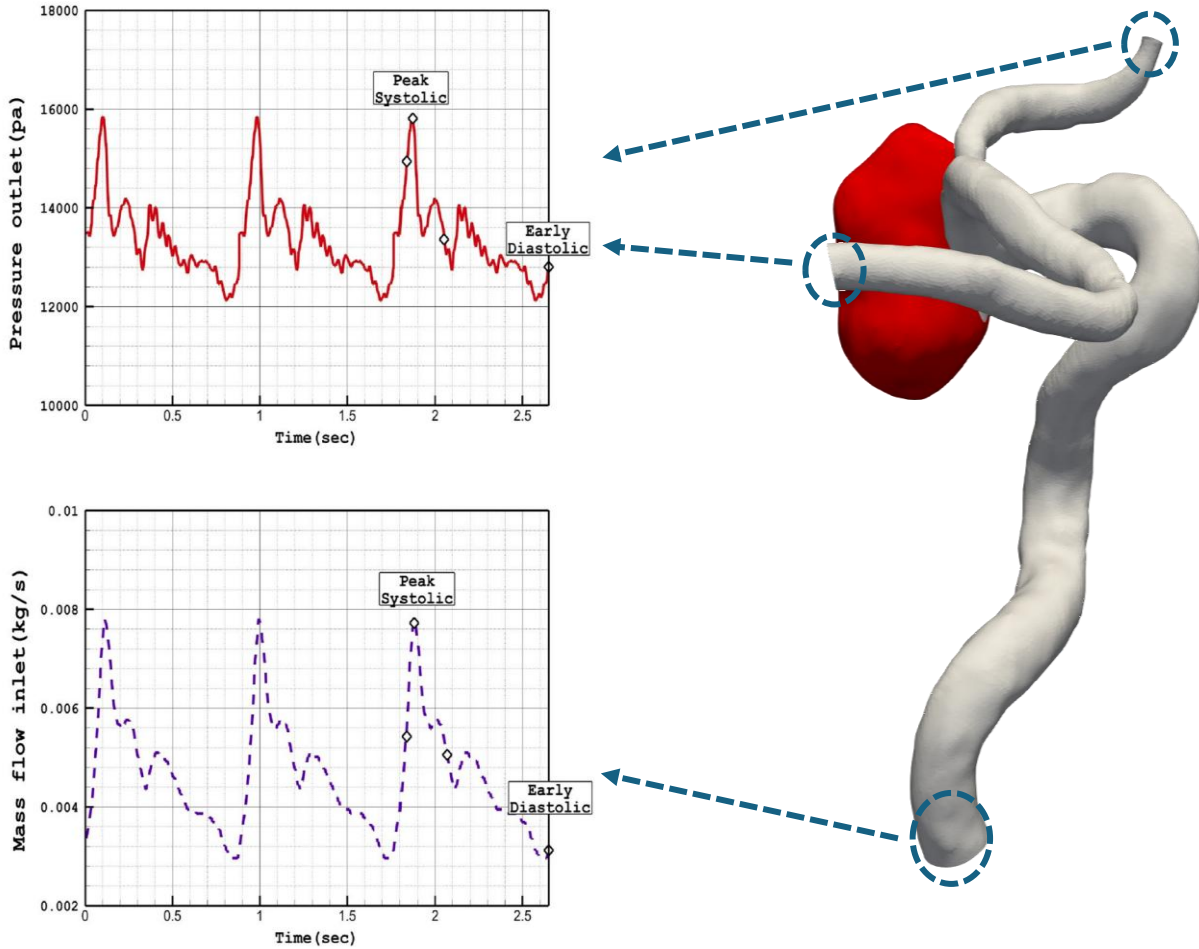 18000
16000
14000
12000
10000
Pressure outlet(pa)
Peak
Systolic
Early
Diastolic
0
0.5
1
1.5
2
2.5
Time(sec)
0.01
0.008
0.006
0.004
0.002
Mass flow inlet(kg/s)
Peak
Systolic
Early
Diastolic
0
0.5
1
1.5
2
2.5
Time(sec)